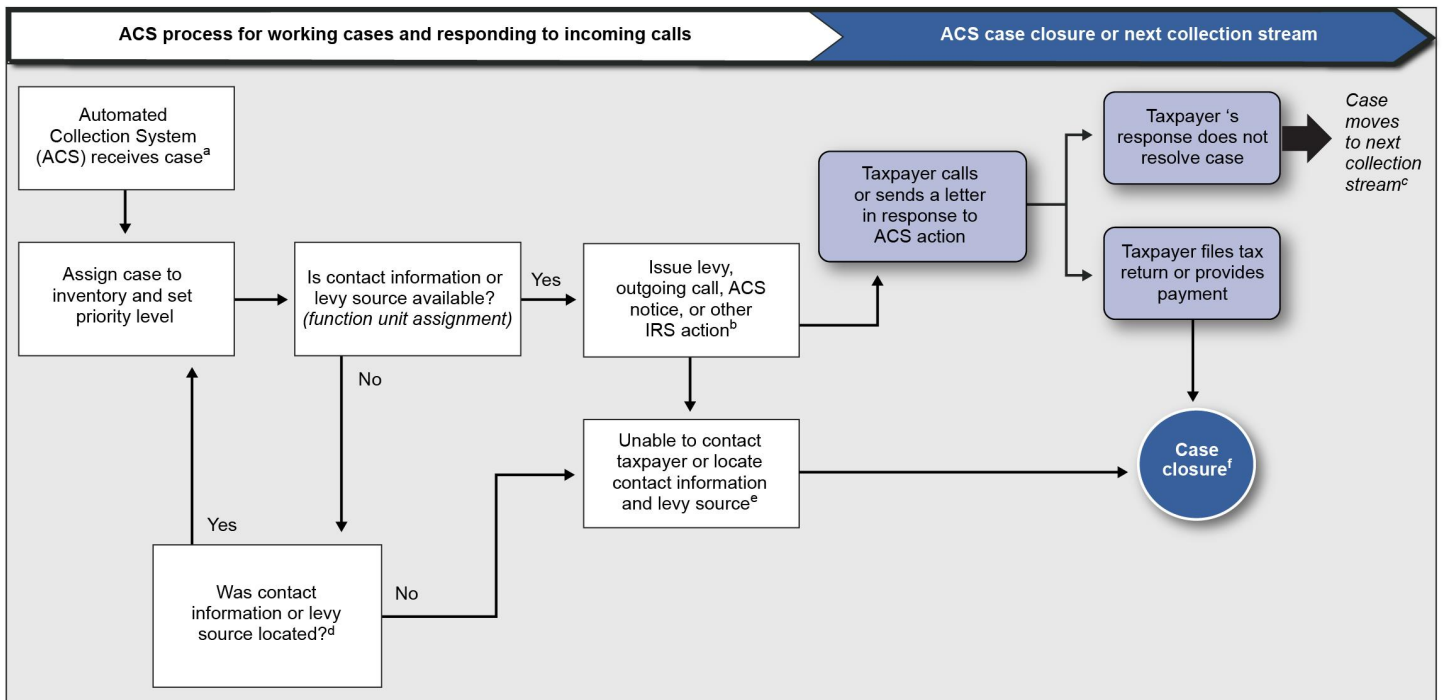 ACS process for working cases and responding to incoming calls
ACS case closure or next collection stream
Automated
Collection System
(ACS) receives caseᵃ
Assign case to
inventory and set
priority level
Is contact information or
levy source available?
(function unit assignment)
Yes
No
Issue levy,
outgoing call, ACS
notice, or other
IRS actionᵇ
Taxpayer calls
or sends a letter
in response to
ACS action
Taxpayer ‘s
response does not
resolve case
Case
moves
to next
collection
streamᶜ
Taxpayer files tax
return or provides
payment
Unable to contact
taxpayer or locate
contact information
and levy sourceᵉ
Case
closureᶠ
Yes
Was contact
information or levy
source located?ᵈ
No